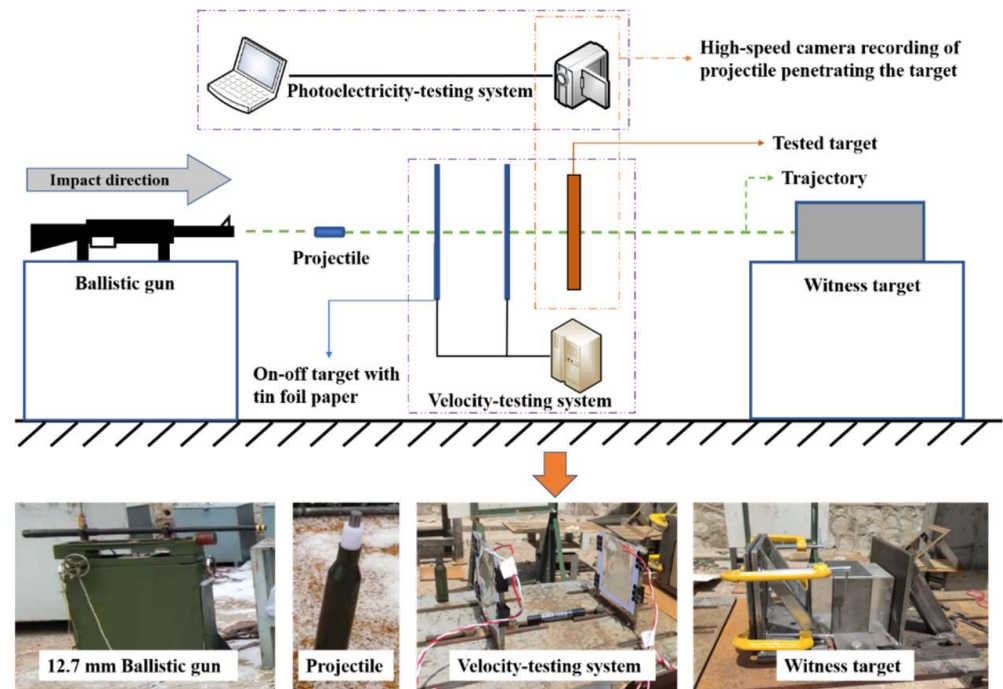 High-speed camera recording of
projectile penetrating the target
Photoelectricity-testing system
Tested target
Impact direction
Trajectory
Projectile
Ballistic gun
Witness target
On-off target with
tin foil paper
Velocity-testing system
12.7 mm Ballistic gun
Projectile
Velocity-testing system
Witness target